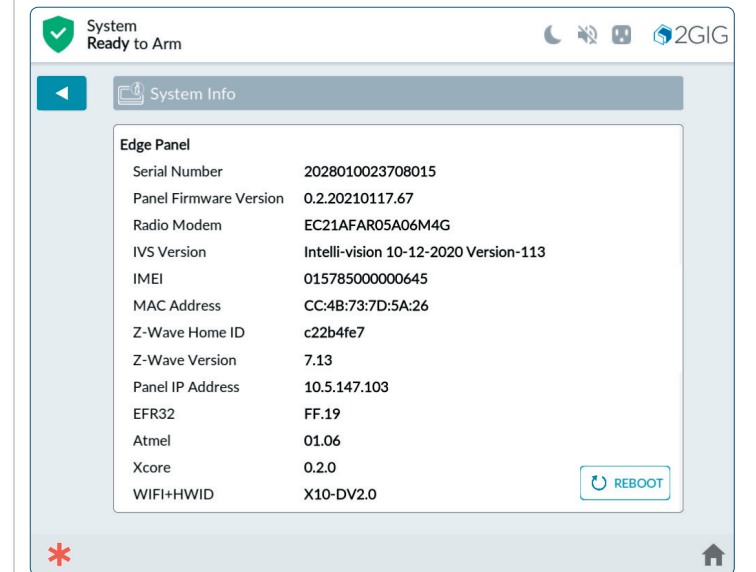 System
Ready to Arm
2GIG
System Info
Edge Panel
Serial Number 2028010023708015
Panel Firmware Version 0.2.20210117.67
Radio Modem EC21AFAR05A06M4G
IVS Version Intelli-vision 10-12-2020 Version-113
IMEI 015785000000645
MAC Address CC:4B:73:7D:5A:26
Z-Wave Home ID c22b4fe7
Z-Wave Version 7.13
Panel IP Address 10.5.147.103
EFR32 FF.19
Atmel 01.06
Xcore 0.2.0
WIFI+HWID X10-DV2.0
REBOOT